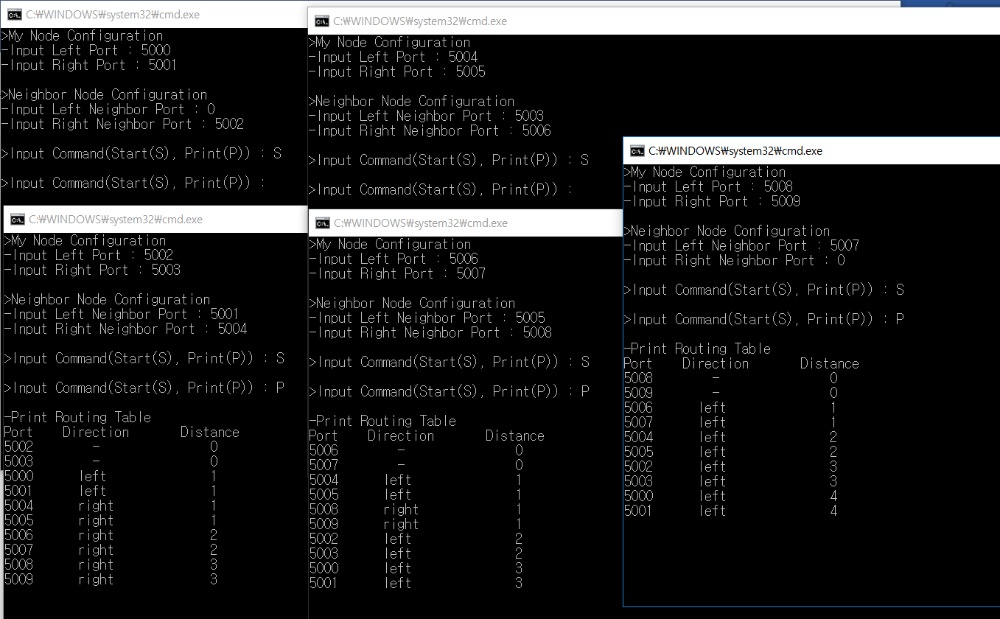 C:₩WINDOWS₩system32₩cmd.exe
>My Node Configuration
-Input Left Port : 5000
-Input Right Port : 5001
>Neighbor Node Configuration
-Input Left Neighbor Port : 0
-Input Right Neighbor Port : 5002
>Input Command(Start(S), Print(P)) : S
>Input Command(Start(S), Print(P)) :
C:₩WINDOWS₩system32₩cmd.exe
>My Node Configuration
-Input Left Port : 5002
-Input Right Port : 5003
>Neighbor Node Configuration
-Input Left Neighbor Port : 5001
-Input Right Neighbor Port : 5004
>Input Command(Start(S), Print(P)) : S
>Input Command(Start(S), Print(P)) : P
-Print Routing Table
Port Direction Distance
5002 - 0
5003 - 0
5000 left 1
5001 left 1
5004 right 1
5005 right 1
5006 right 2
5007 right 2
5008 right 3
5009 right 3
C:₩WINDOWS₩system32₩cmd.exe
>My Node Configuration
-Input Left Port : 5004
-Input Right Port : 5005
>Neighbor Node Configuration
-Input Left Neighbor Port : 5003
-Input Right Neighbor Port : 5006
>Input Command(Start(S), Print(P)) : S
>Input Command(Start(S), Print(P)) :
C:₩WINDOWS₩system32₩cmd.exe
>My Node Configuration
-Input Left Port : 5006
-Input Right Port : 5007
>Neighbor Node Configuration
-Input Left Neighbor Port : 5005
-Input Right Neighbor Port : 5008
>Input Command(Start(S), Print(P)) : S
>Input Command(Start(S), Print(P)) : P
-Print Routing Table
Port Direction Distance
5006 - 0
5007 - 0
5004 left 1
5005 left 1
5008 right 1
5009 right 1
5002 left 2
5003 left 2
5000 left 3
5001 left 3
C:₩WINDOWS₩system32₩cmd.exe
>My Node Configuration
-Input Left Port : 5008
-Input Right Port : 5009
>Neighbor Node Configuration
-Input Left Neighbor Port : 5007
-Input Right Neighbor Port : 0
>Input Command(Start(S), Print(P)) : S
>Input Command(Start(S), Print(P)) : P
-Print Routing Table
Port Direction Distance
5008 - 0
5009 - 0
5006 left 1
5007 left 1
5004 left 2
5005 left 2
5002 left 3
5003 left 3
5000 left 4
5001 left 4